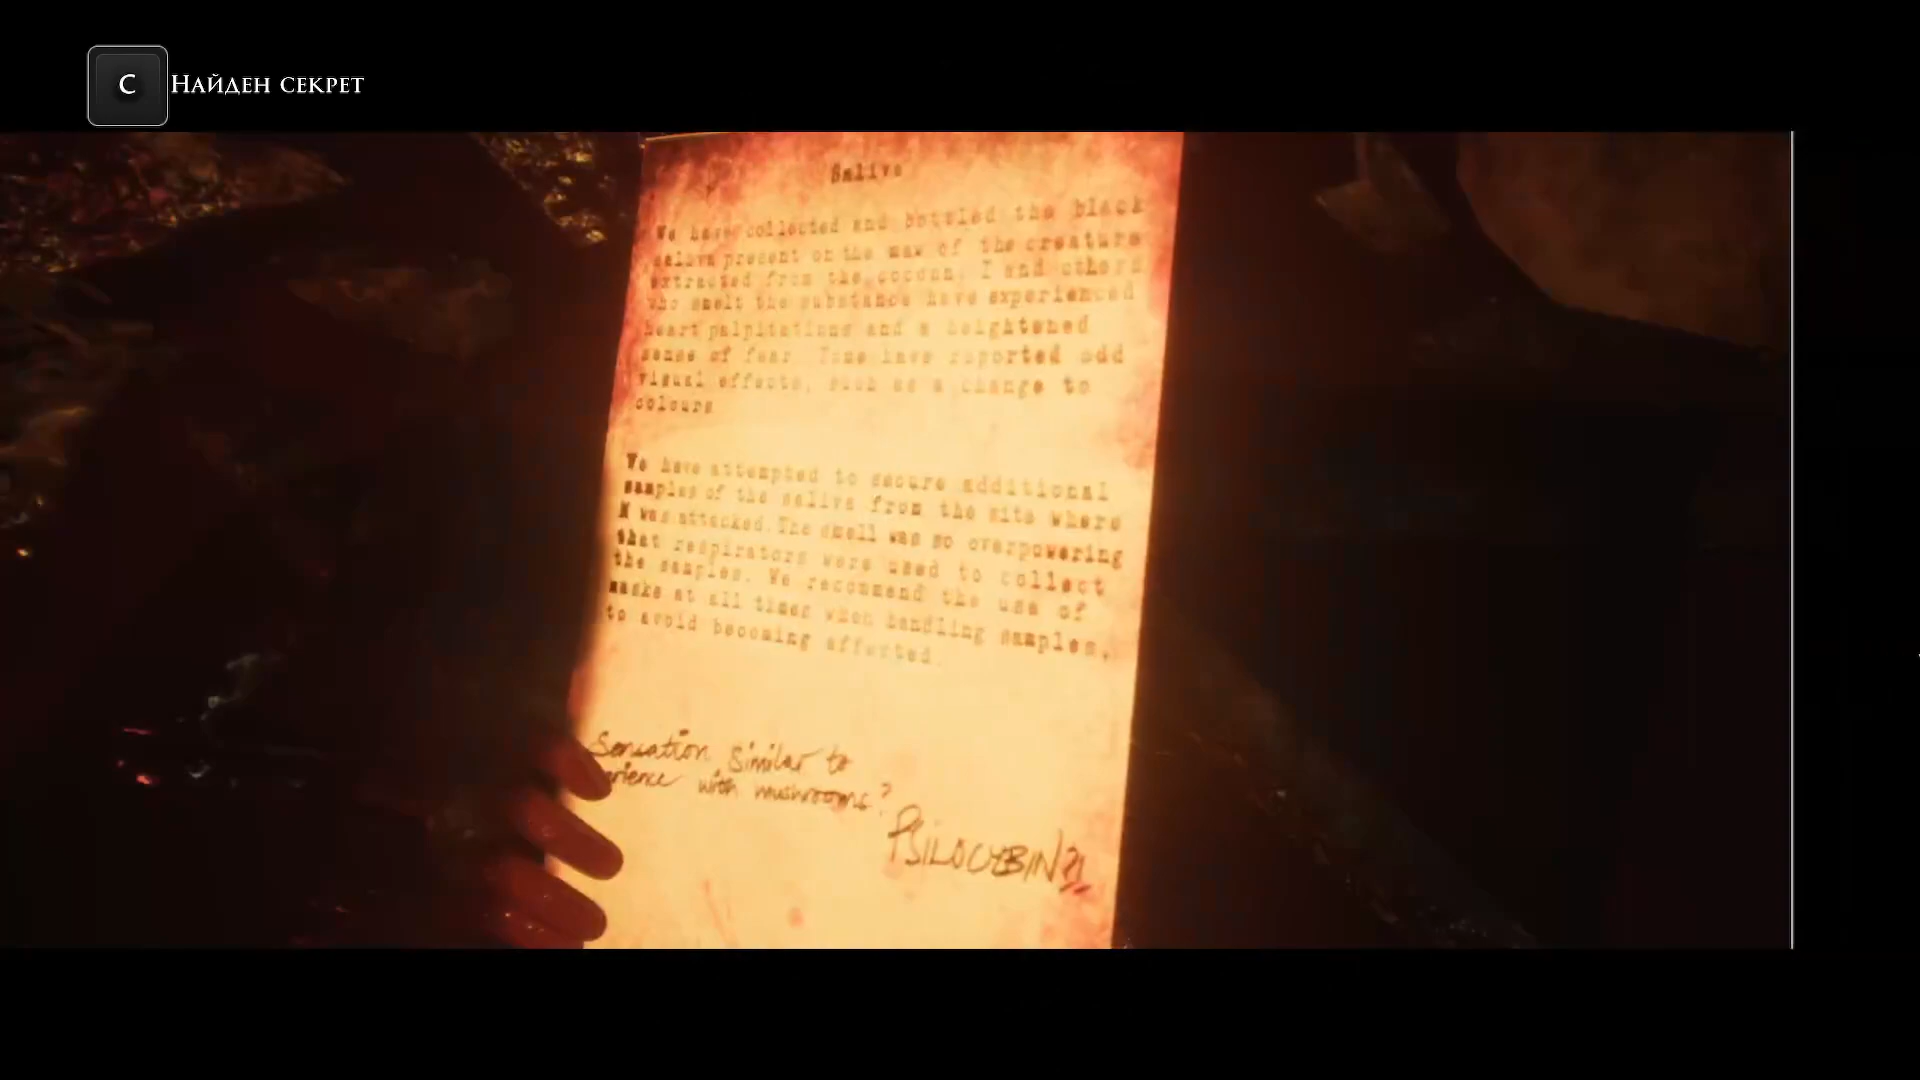 C
Найден секрет
Saliva
We have collected and bottled the black
saliva present on the maw of the creature
extracted from the cocoon. I and others
who smelt the substance have experienced
heart palpitations and a heightened
sense of fear. Some have reported odd
visual effects, such as a change to
colours
We have attempted to secure additional
samples of the saliva from the site where
M was attacked. The smell was so overpowering
that respirators were used to collect
the samples. We recommend the use of
masks at all times when handling samples,
to avoid becoming affected.
Sensation similar to
erience with mushrooms?
PSILOCYBIN?!